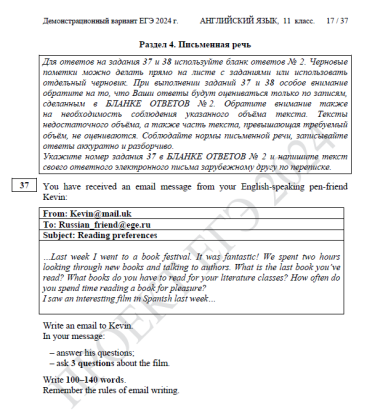 Демонстрационный вариант ЕГЭ 2024 г. АНГЛИЙСКИЙ ЯЗЫК, 11 класс. 17 / 37
Раздел 4. Письменная речь
Для ответов на задания 37 и 38 используйте бланк ответов № 2. Черновые
пометки можно делать прямо на листе с заданиями или использовать
отдельный черновик. При выполнении заданий 37 и 38 особое внимание
обратите на то, что Ваши ответы будут оцениваться только по записям,
сделанным в БЛАНКЕ ОТВЕТОВ № 2. Обратите внимание также
на необходимость соблюдения указанного объёма текста. Тексты
недостаточного объёма, а также часть текста, превышающая требуемый
объём, не оцениваются. Соблюдайте нормы письменной речи, записывайте
ответы аккуратно и разборчиво.
Укажите номер задания 37 в БЛАНКЕ ОТВЕТОВ № 2 и напишите текст
своего ответного электронного письма зарубежному другу по переписке.
37 You have received an email message from your English-speaking pen-friend
Kevin:
From: Kevin@mail.uk
To: Russian_friend@ege.ru
Subject: Reading preferences
…Last week I went to a book festival. It was fantastic! We spent two hours
looking through new books and talking to authors. What is the last book you've
read? What books do you have to read for your literature classes? How often do
you spend time reading a book for pleasure?
I saw an interesting film in Spanish last week…
Write an email to Kevin.
In your message:
– answer his questions;
– ask 3 questions about the film.
Write 100–140 words.
Remember the rules of email writing.
ПРОЕКТ ЕГЭ 2024